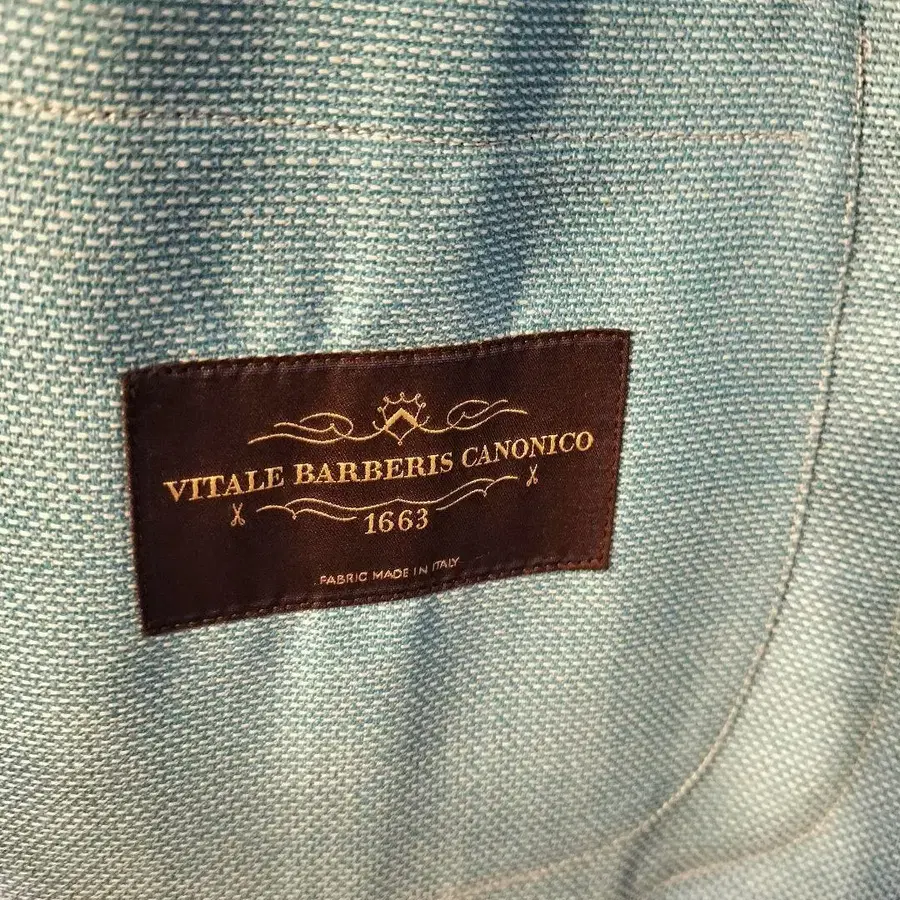 VITALE BARBERIS CANONICO
1663
FABRIC MADE IN ITALY